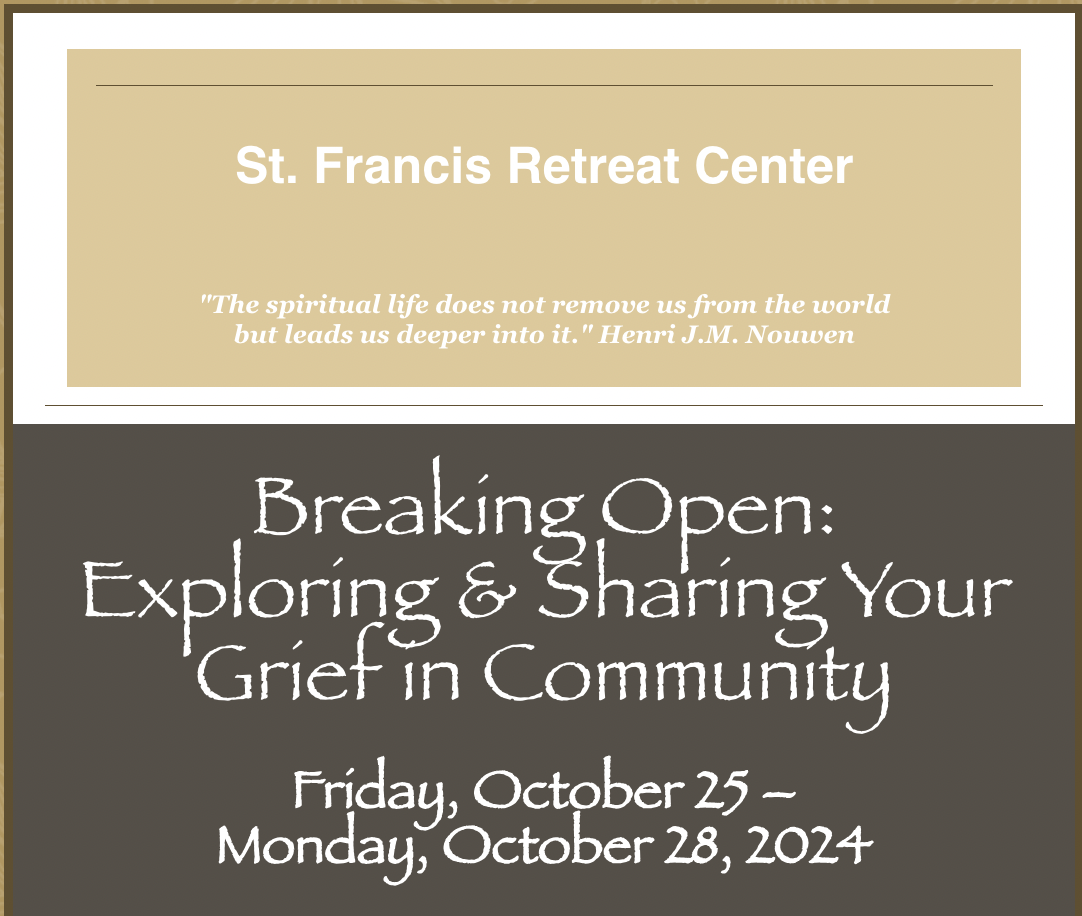 St. Francis Retreat Center
"The spiritual life does not remove us from the world
but leads us deeper into it." Henri J.M. Nouwen
Breaking Open:
Exploring & Sharing Your
Grief in Community
Friday, October 25 –
Monday, October 28, 2024